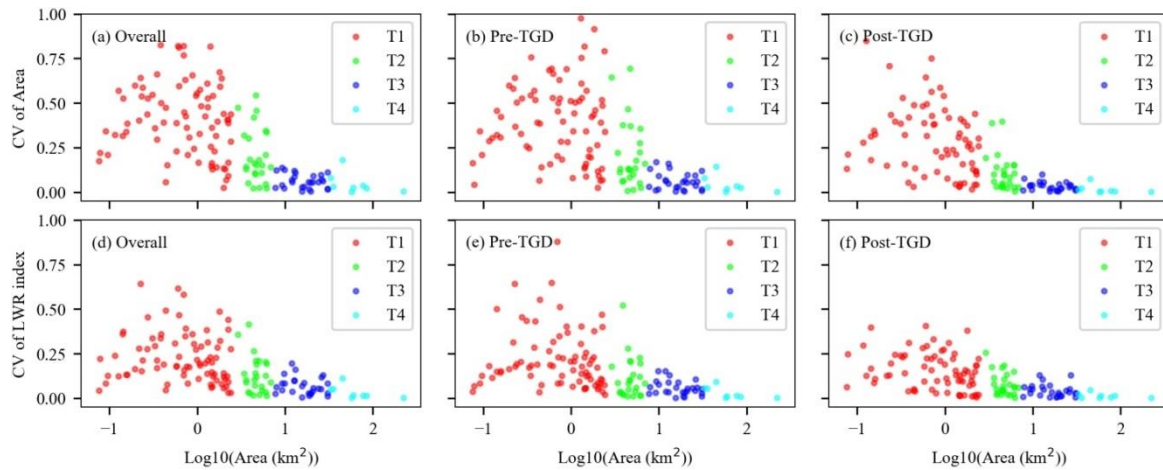 (a) Overall
T1
T2
T3
T4
(b) Pre-TGD
T1
T2
T3
T4
(c) Post-TGD
T1
T2
T3
T4
1.00
0.75
0.50
0.25
0.00
CV of Area
(d) Overall
T1
T2
T3
T4
(e) Pre-TGD
T1
T2
T3
T4
(f) Post-TGD
T1
T2
T3
T4
1.00
0.75
0.50
0.25
0.00
CV of LWR index
−1 0 1 2
−1 0 1 2
−1 0 1 2
Log10(Area (km²))
Log10(Area (km²))
Log10(Area (km²))